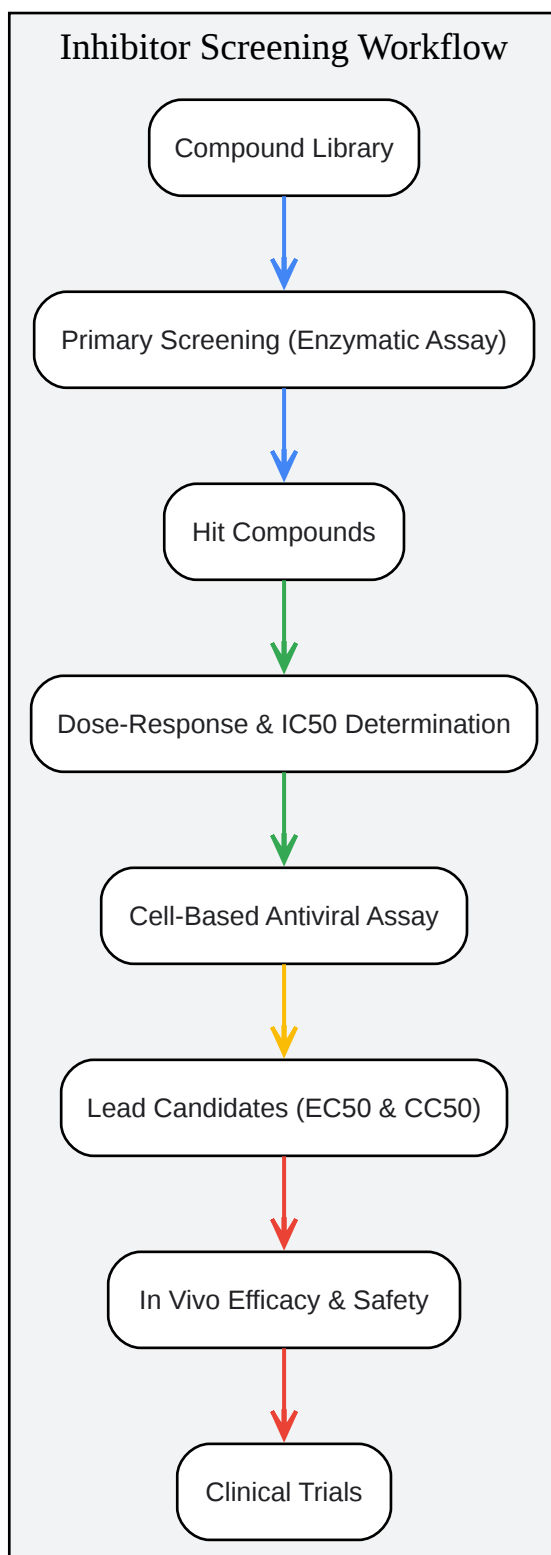 Inhibitor Screening Workflow
Compound Library
Primary Screening (Enzymatic Assay)
Hit Compounds
Dose-Response & IC50 Determination
Cell-Based Antiviral Assay
Lead Candidates (EC50 & CC50)
In Vivo Efficacy & Safety
Clinical Trials